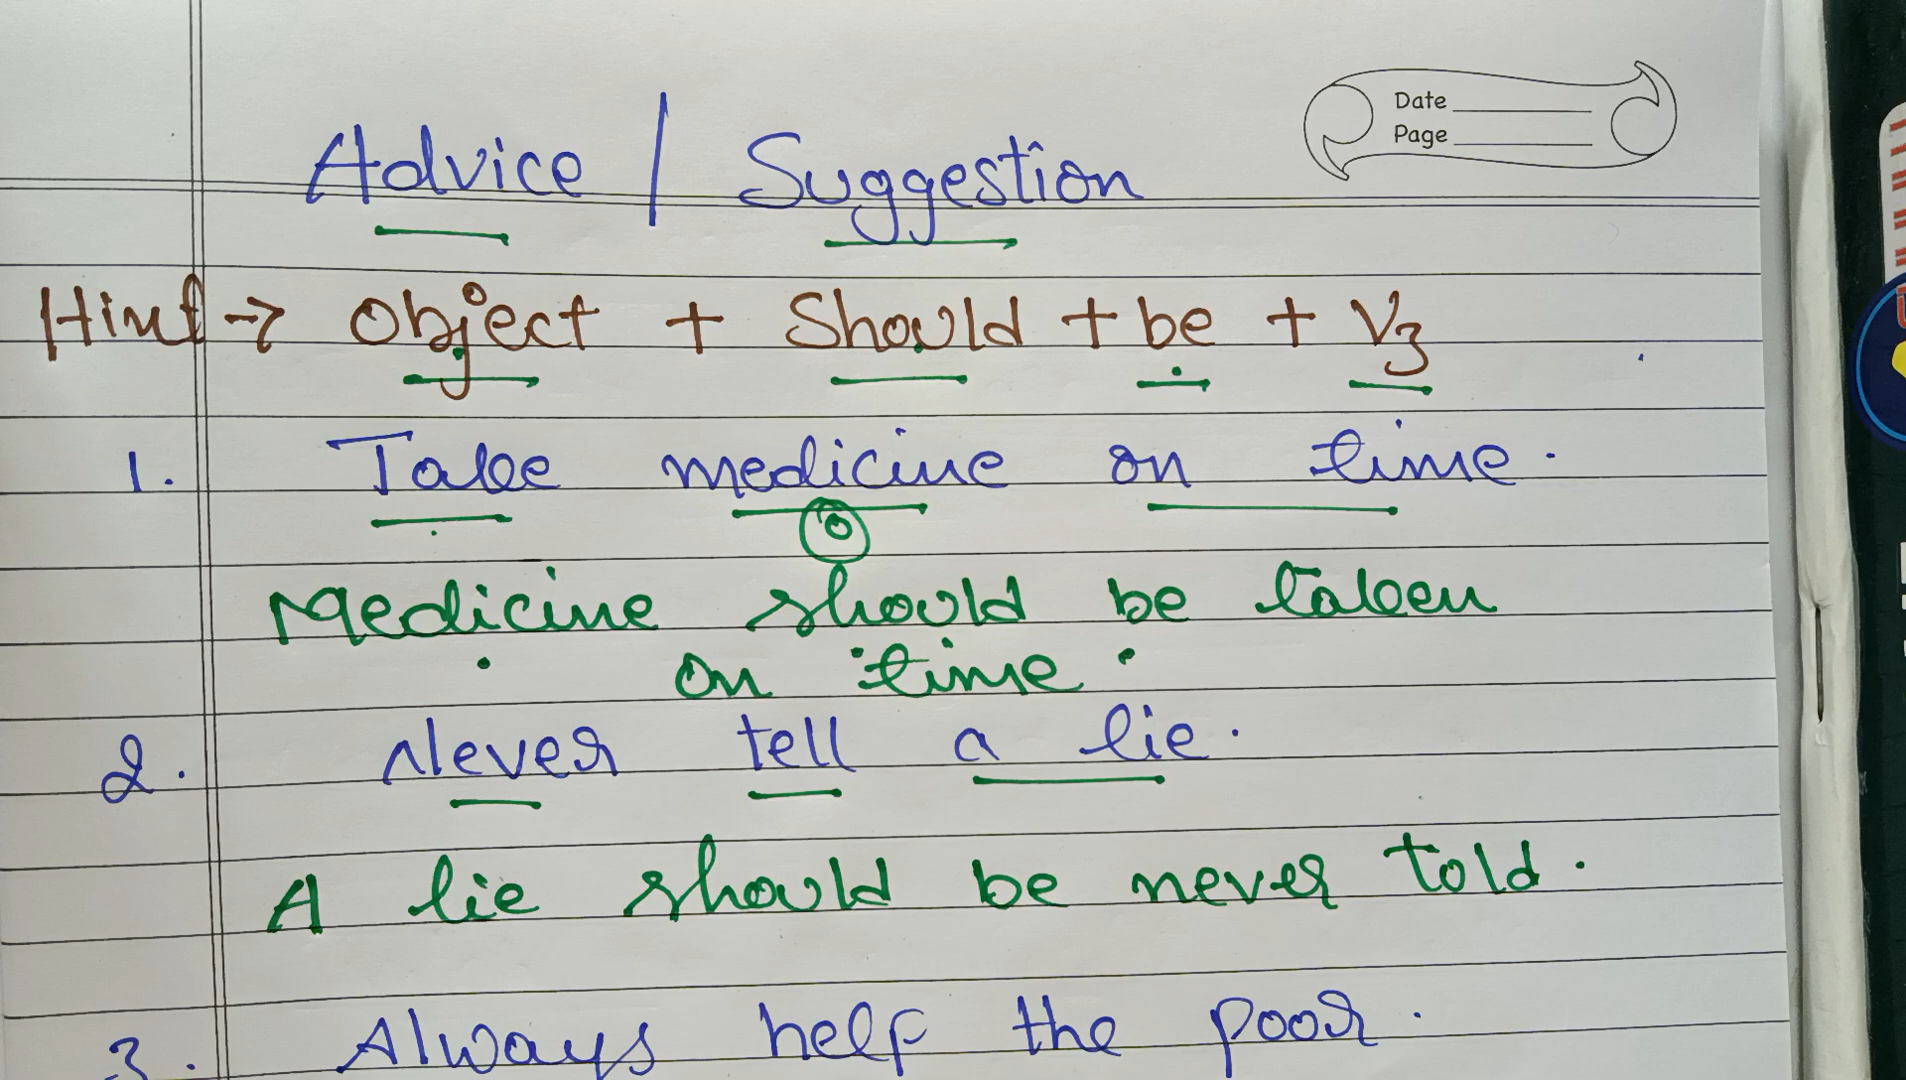 Date
Page
Advice / Suggestion
Hint → Object + Should + be + V3
1. Take medicine on time.
O
Medicine should be taken
on time.
2. Never tell a lie.
A lie should be never told.
3. Always help the poor.